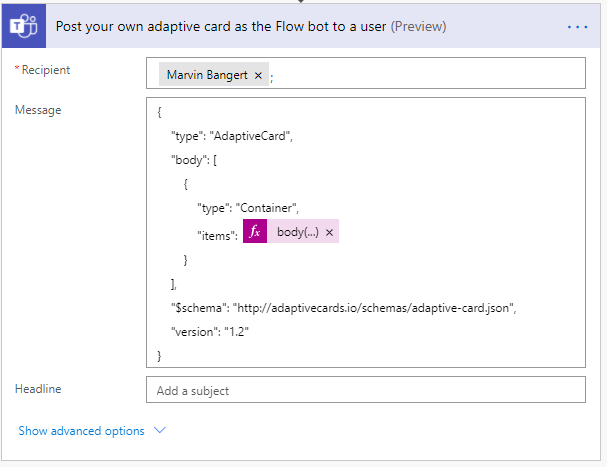 Post your own adaptive card as the Flow bot to a user (Preview) ...
* Recipient
Marvin Bangert × ;
Message
{
"type": "AdaptiveCard",
"body": [
{
"type": "Container",
"items": fx body(...) ×
}
],
"$schema": "http://adaptivecards.io/schemas/adaptive-card.json",
"version": "1.2"
}
Headline
Add a subject
Show advanced options